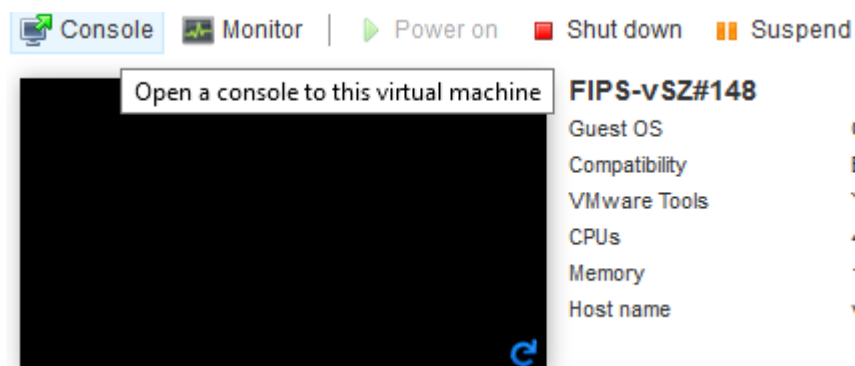 Console Monitor Power on Shut down Suspend
Open a console to this virtual machine
FIPS-vSZ#148
Guest OS
Compatibility
VMware Tools
CPUs
Memory
Host name